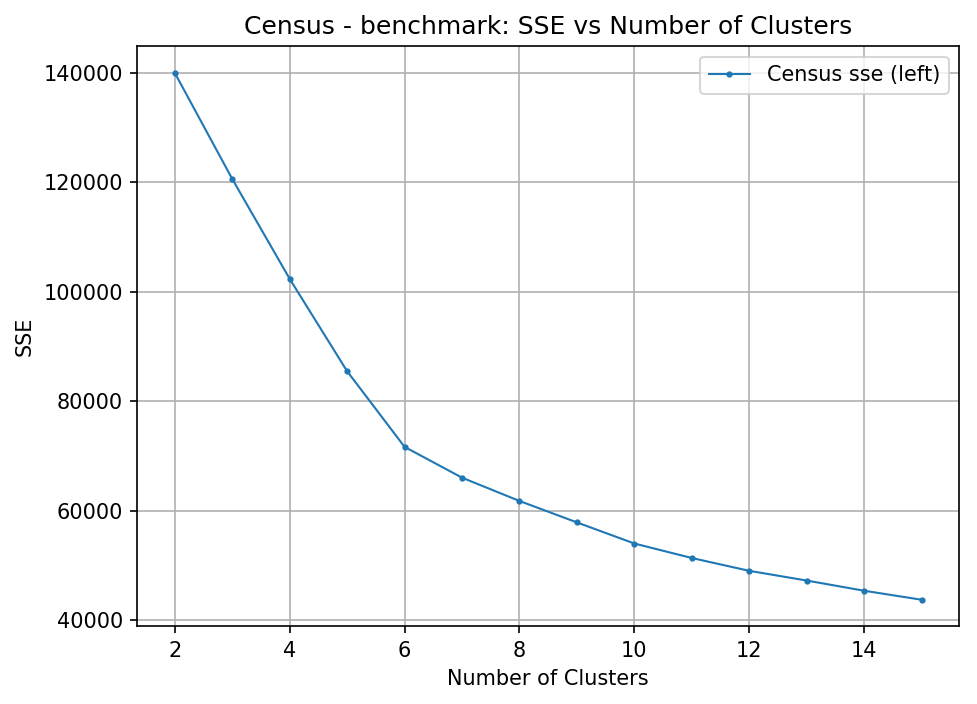 Census - benchmark: SSE vs Number of Clusters
Census sse (left)
140000
120000
100000
80000
60000
40000
SSE
2 4 6 8 10 12 14
Number of Clusters